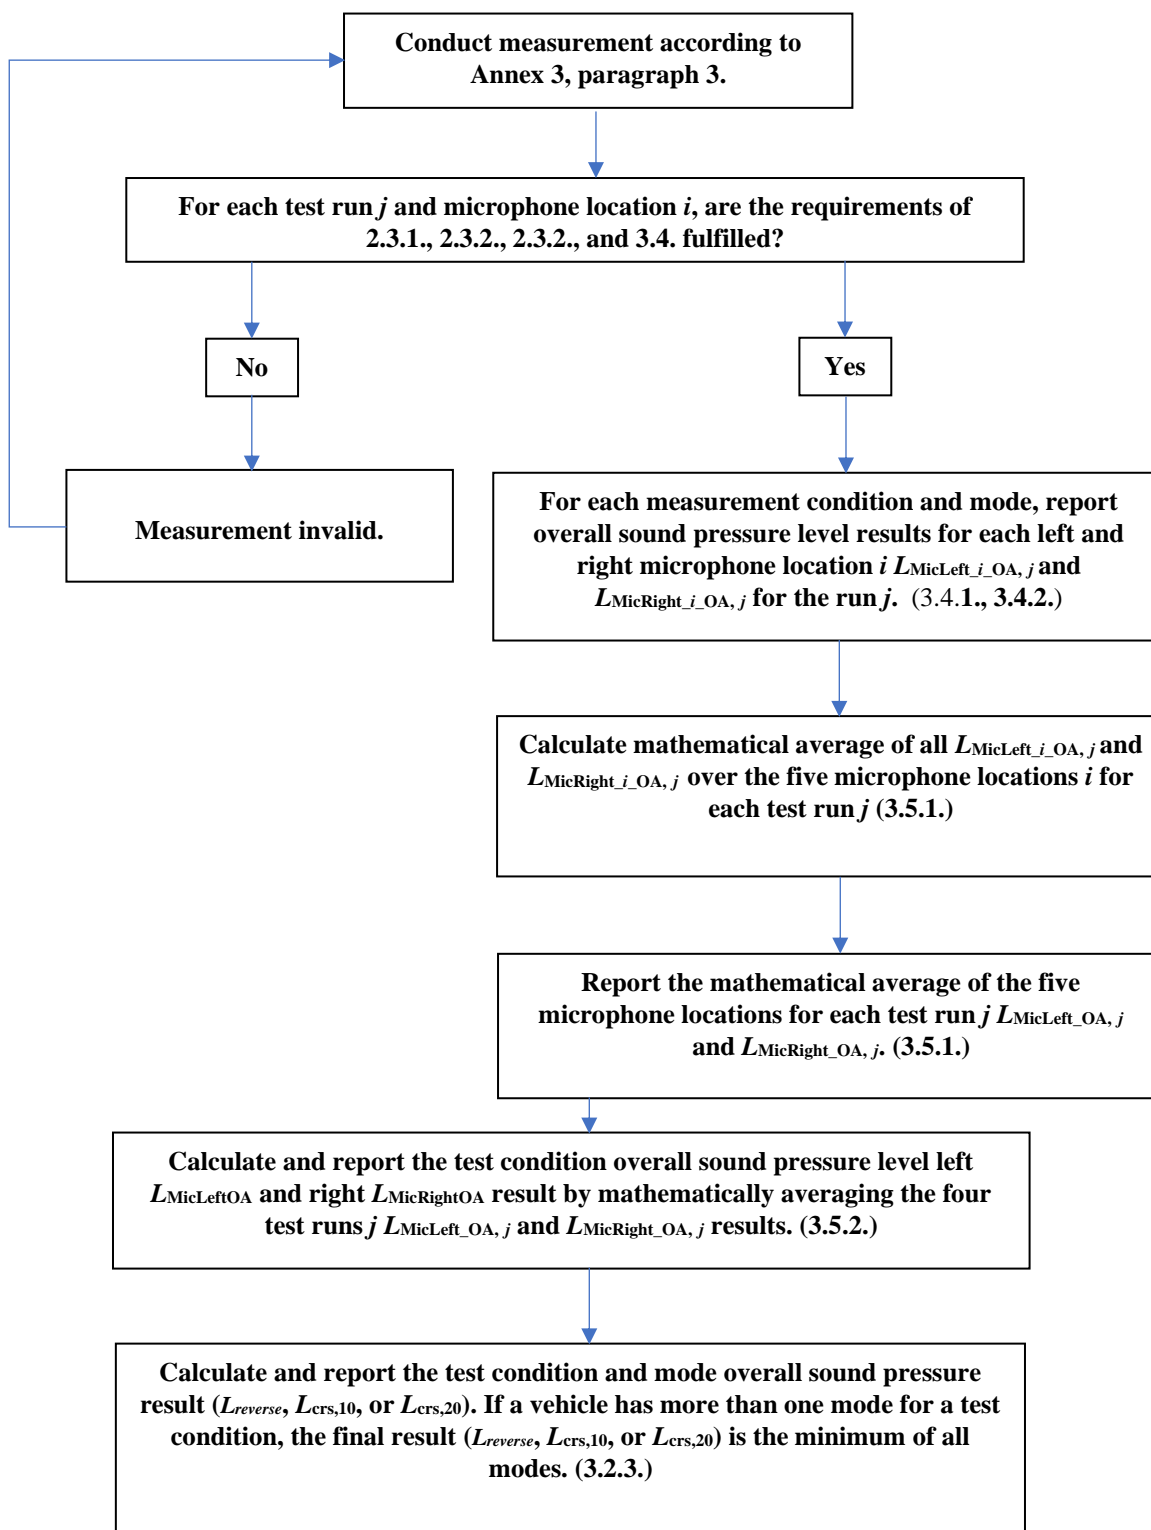 Conduct measurement according to
Annex 3, paragraph 3.
For each test run j and microphone location i, are the requirements of
2.3.1., 2.3.2., 2.3.2., and 3.4. fulfilled?
No
Yes
Measurement invalid.
For each measurement condition and mode, report
overall sound pressure level results for each left and
right microphone location i LMicLeft_i_OA, j and
LMicRight_i_OA, j for the run j. (3.4.1., 3.4.2.)
Calculate mathematical average of all LMicLeft_i_OA, j and
LMicRight_i_OA, j over the five microphone locations i for
each test run j (3.5.1.)
Report the mathematical average of the five
microphone locations for each test run j LMicLeft_OA, j
and LMicRight_OA, j. (3.5.1.)
Calculate and report the test condition overall sound pressure level left
LMicLeftOA and right LMicRightOA result by mathematically averaging the four
test runs j LMicLeft_OA, j and LMicRight_OA, j results. (3.5.2.)
Calculate and report the test condition and mode overall sound pressure
result (Lreverse, Lcrs,10, or Lcrs,20). If a vehicle has more than one mode for a test
condition, the final result (Lreverse, Lcrs,10, or Lcrs,20) is the minimum of all
modes. (3.2.3.)